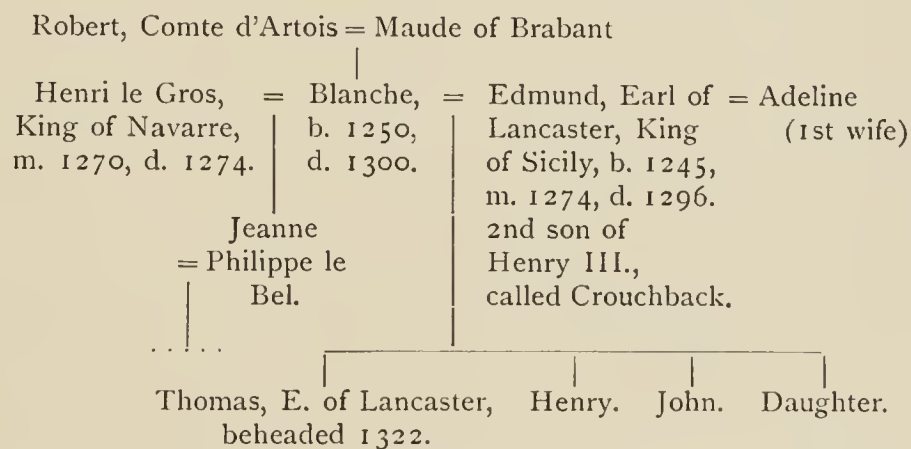 Robert, Comte d'Artois = Maude of Brabant
Henri le Gros, = Blanche, = Edmund, Earl of = Adeline
King of Navarre, b. 1250, Lancaster, King (1st wife)
m. 1270, d. 1274. d. 1300. of Sicily, b. 1245,
m. 1274, d. 1296.
Jeanne 2nd son of
= Philippe le Henry III.,
Bel. called Crouchback.
. . . . .
Thomas, E. of Lancaster, Henry. John. Daughter.
beheaded 1322.